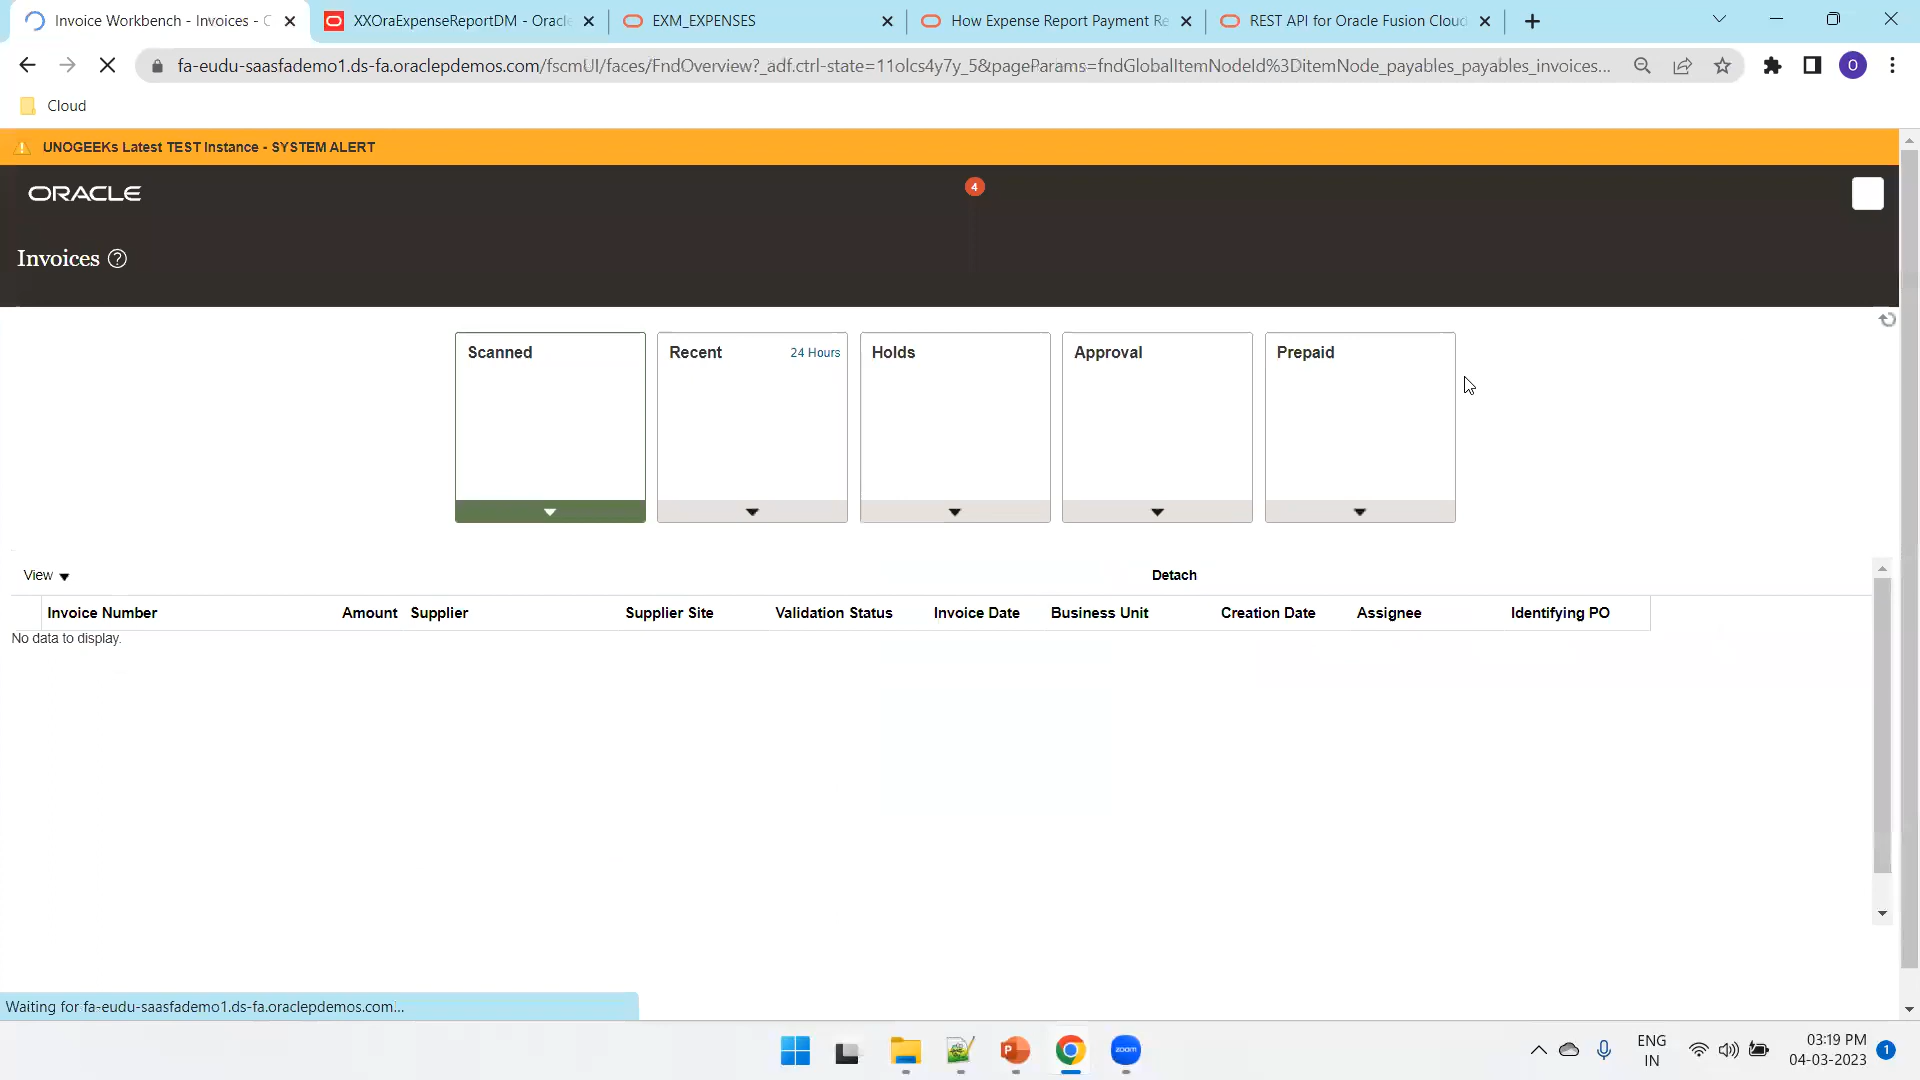 Invoice Workbench - Invoices - O
XXOraExpenseReportDM - Oracle
EXM_EXPENSES
How Expense Report Payment Re
REST API for Oracle Fusion Cloud
fa-eudu-saasfademo1.ds-fa.oraclepdemos.com/fscmUI/faces/FndOverview?_adf.ctrl-state=11olcs4y7y_5&pageParams=fndGlobalItemNodeId%3DitemNode_payables_payables_invoices...
O
Cloud
UNOGEEKs Latest TEST Instance - SYSTEM ALERT
ORACLE
4
Invoices ?
Scanned
Recent 24 Hours
Holds
Approval
Prepaid
View
Detach
Invoice Number Amount Supplier Supplier Site Validation Status Invoice Date Business Unit Creation Date Assignee Identifying PO
No data to display.
Waiting for fa-eudu-saasfademo1.ds-fa.oraclepdemos.com...
zoom
ENG
IN
03:19 PM
04-03-2023
1